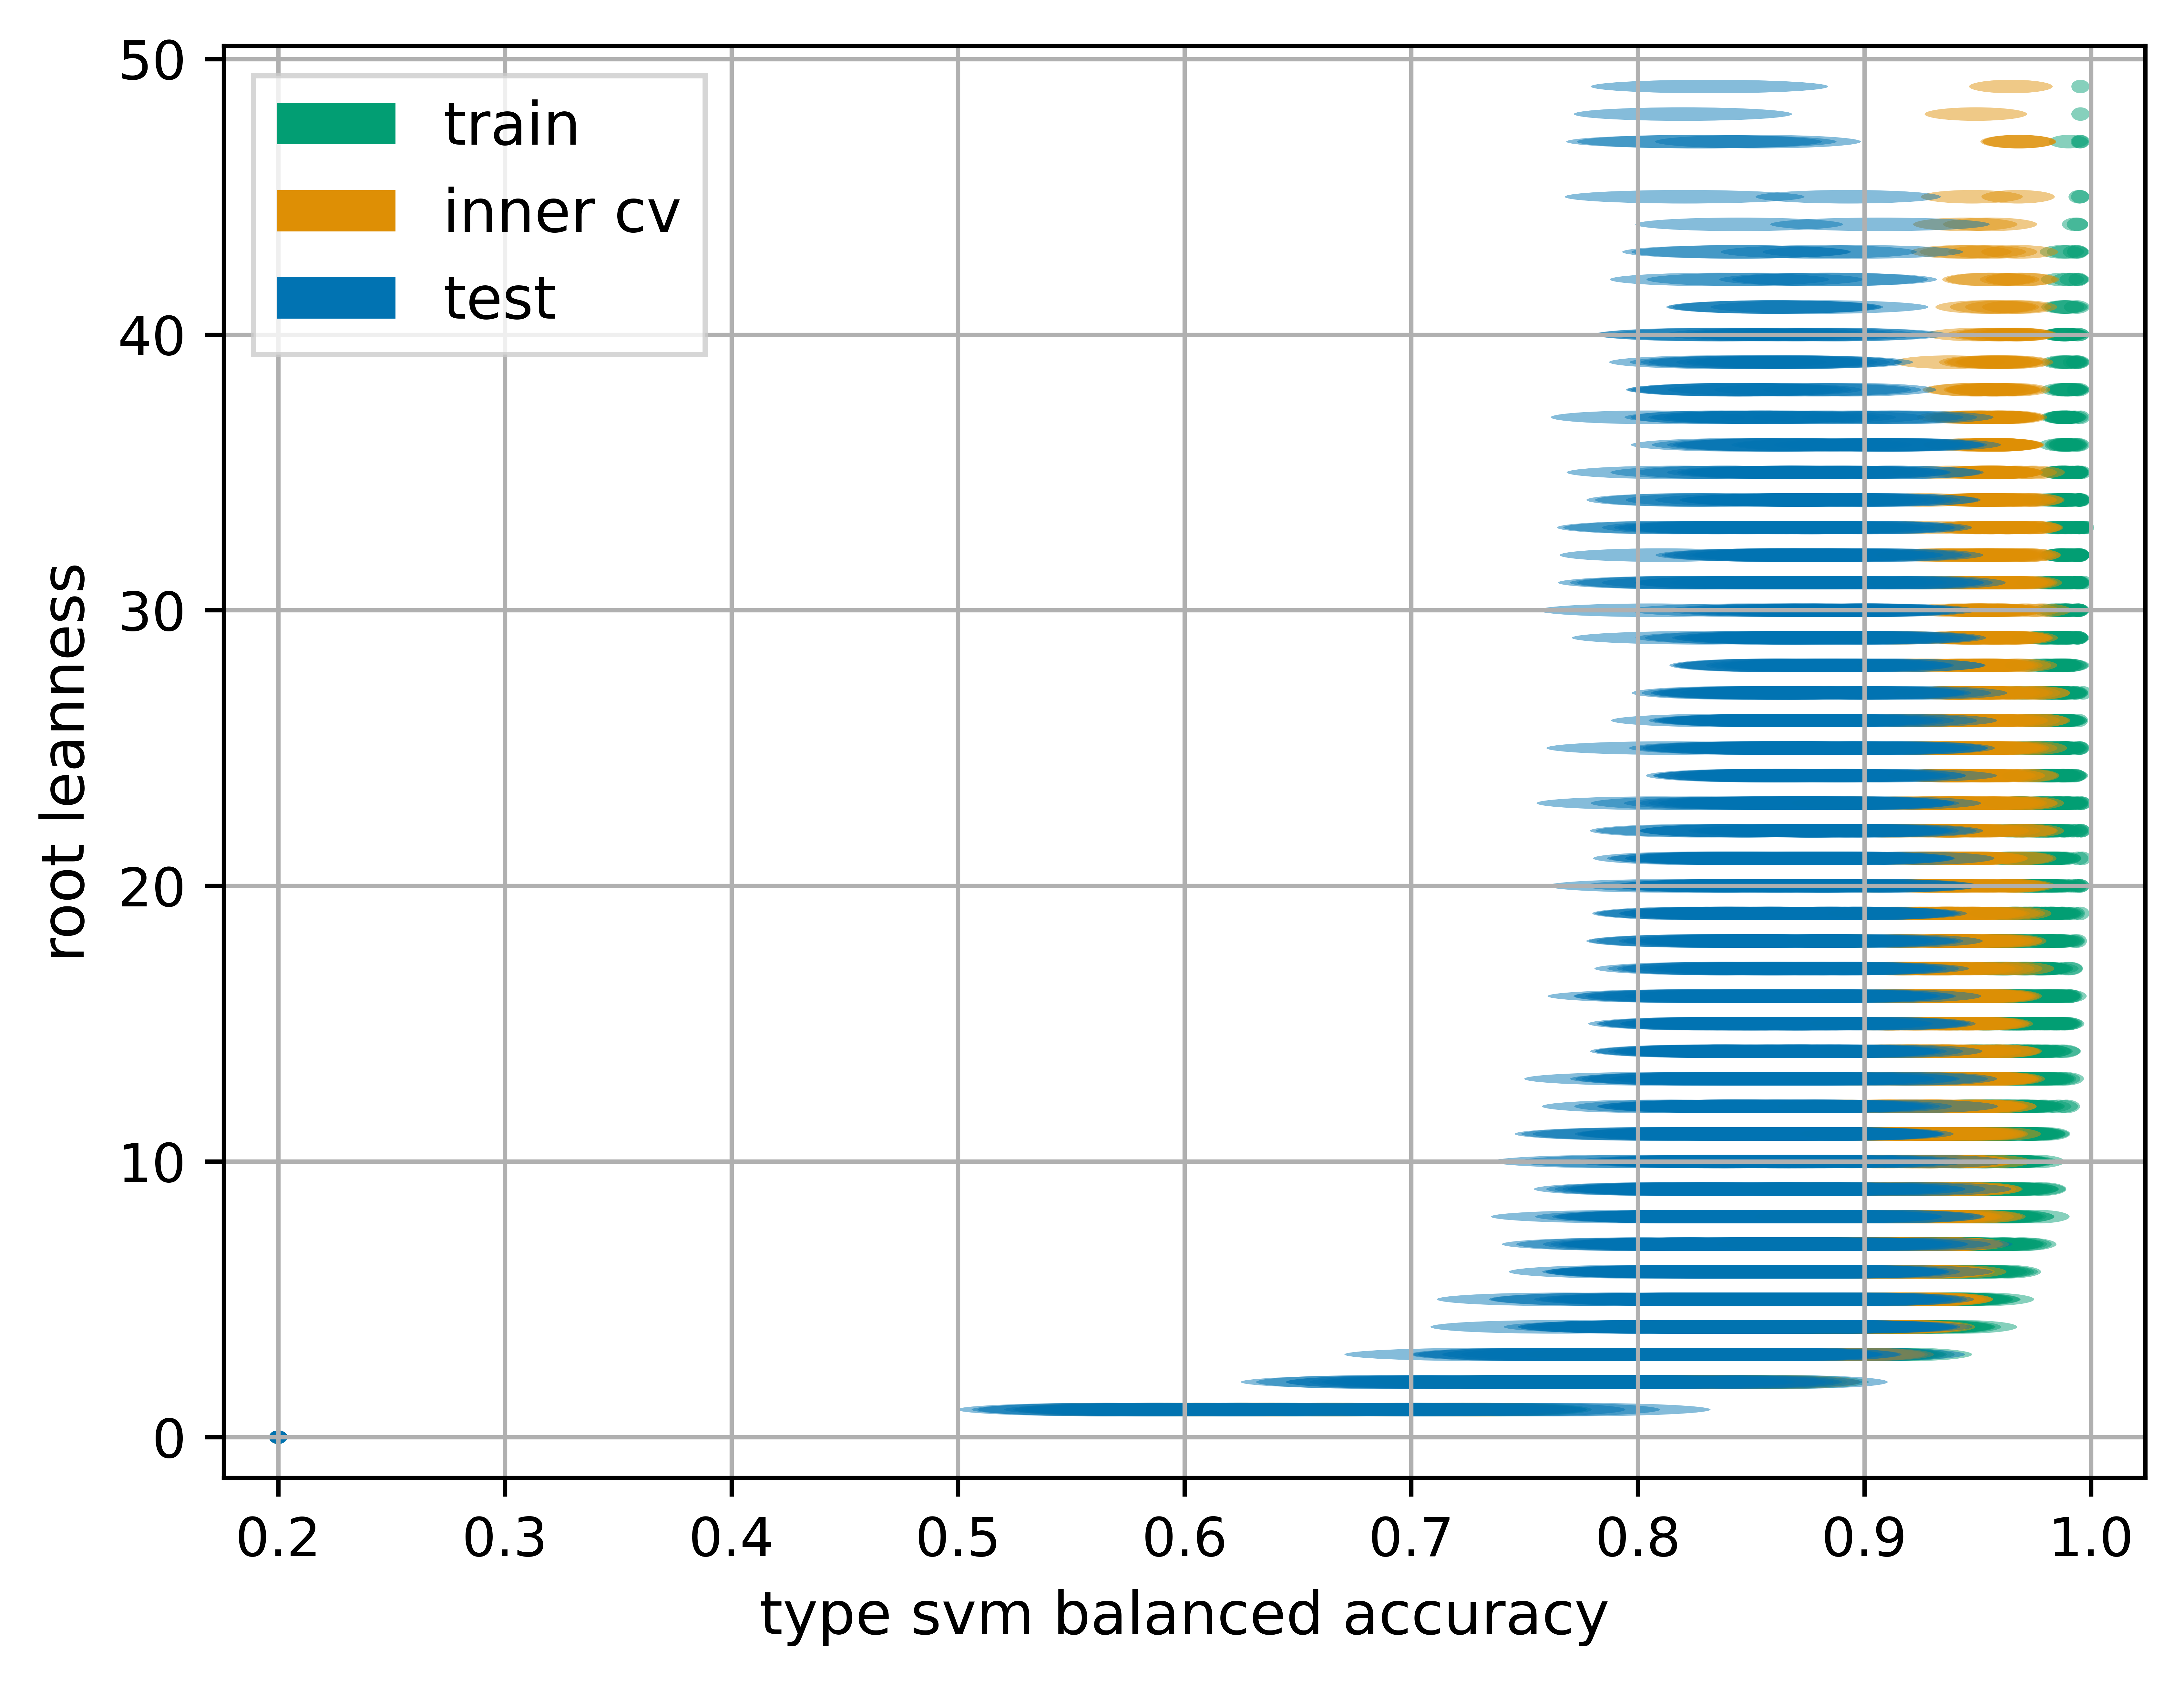 50
40
30
20
10
0
root leanness
train
inner cv
test
0.2 0.3 0.4 0.5 0.6 0.7 0.8 0.9 1.0
type svm balanced accuracy